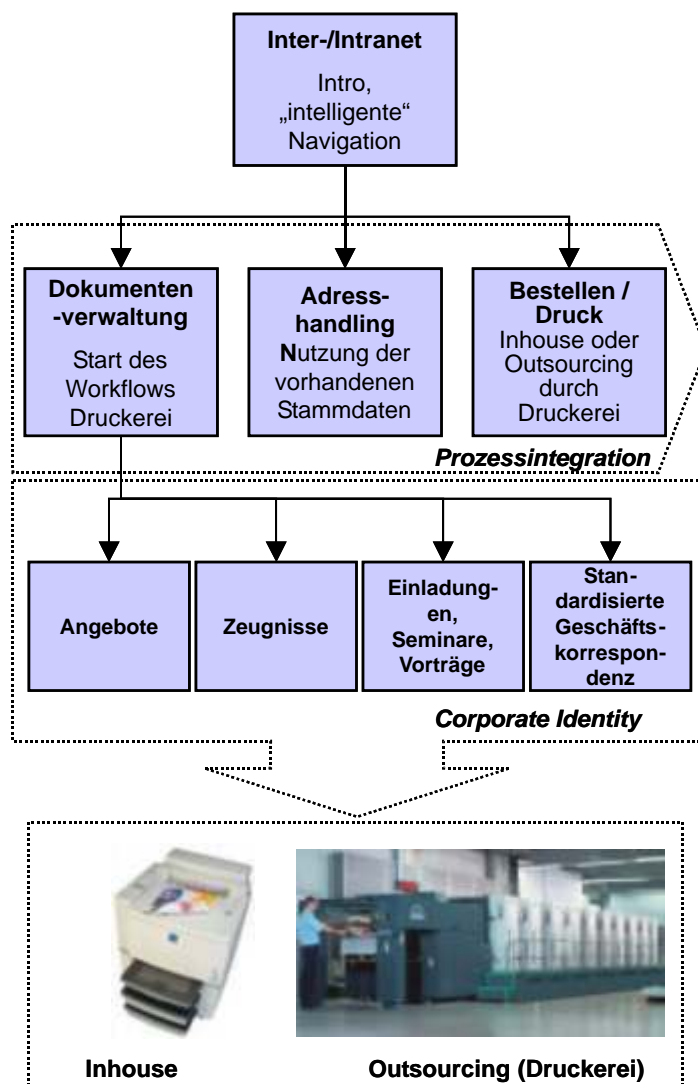 Inter-/Intranet
Intro,
„intelligente“
Navigation
Dokumenten
-verwaltung
Start des
Workflows
Druckerei
Adress-
handling
Nutzung der
vorhandenen
Stammdaten
Bestellen /
Druck
Inhouse oder
Outsourcing
durch
Druckerei
Prozessintegration
Angebote
Zeugnisse
Einladung-
en,
Seminare,
Vorträge
Stan-
dardisierte
Geschäfts-
korrespon-
denz
Corporate Identity
Inhouse
Outsourcing (Druckerei)